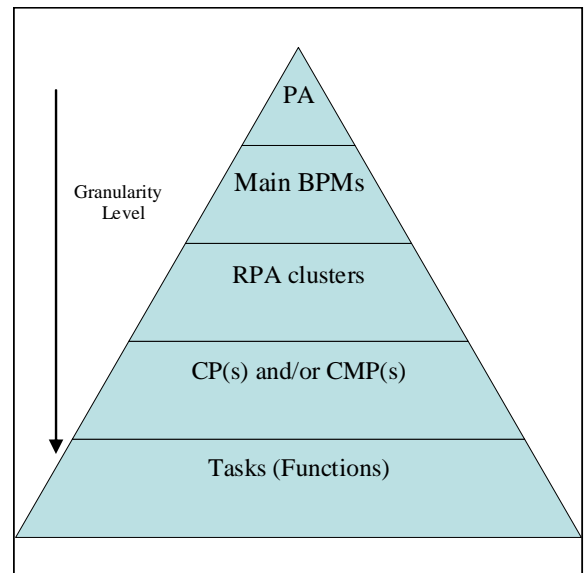 PA
Main BPMs
Granularity
Level
RPA clusters
CP(s) and/or CMP(s)
Tasks (Functions)